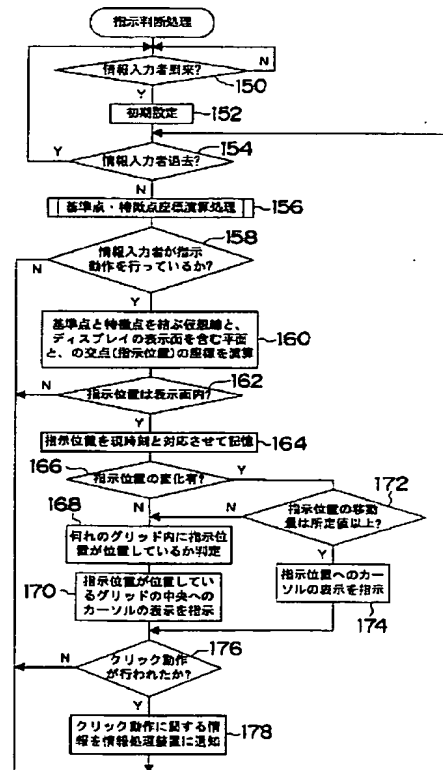 指示判断処理
情報入力者到来?
N
150
Y
初期設定
152
154
情報入力者退去?
Y
N
基準点・特徴点座標演算処理
156
158
情報入力者が指示
動作を行っているか?
N
Y
基準点と特徴点を結ぶ仮想線と、
ディスプレイの表示面を含む平面
と、の交点(指示位置)の座標を演算
160
162
指示位置は表示面内?
N
Y
指示位置を現時刻と対応させて記憶
164
166
指示位置の変化有?
Y
172
N
指示位置の移動
量は所定値以上?
N
168
何れのグリッド内に指示位
置が位置しているか判定
Y
170
指示位置が位置してい
るグリッドの中央への
カーソルの表示を指示
指示位置へのカー
ソルの表示を指示
174
176
クリック動作
が行われたか?
N
Y
クリック動作に関する情
報を情報処理装置に通知
178